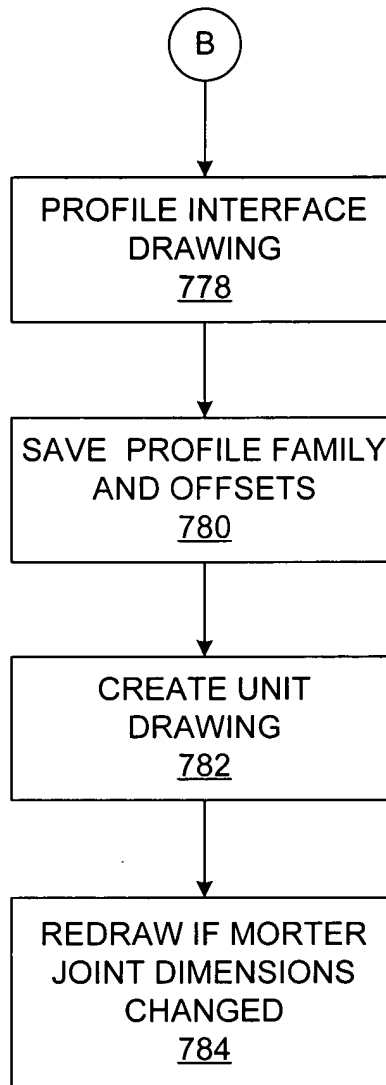 B
PROFILE INTERFACE
DRAWING
778
SAVE PROFILE FAMILY
AND OFFSETS
780
CREATE UNIT
DRAWING
782
REDRAW IF MORTER
JOINT DIMENSIONS
CHANGED
784